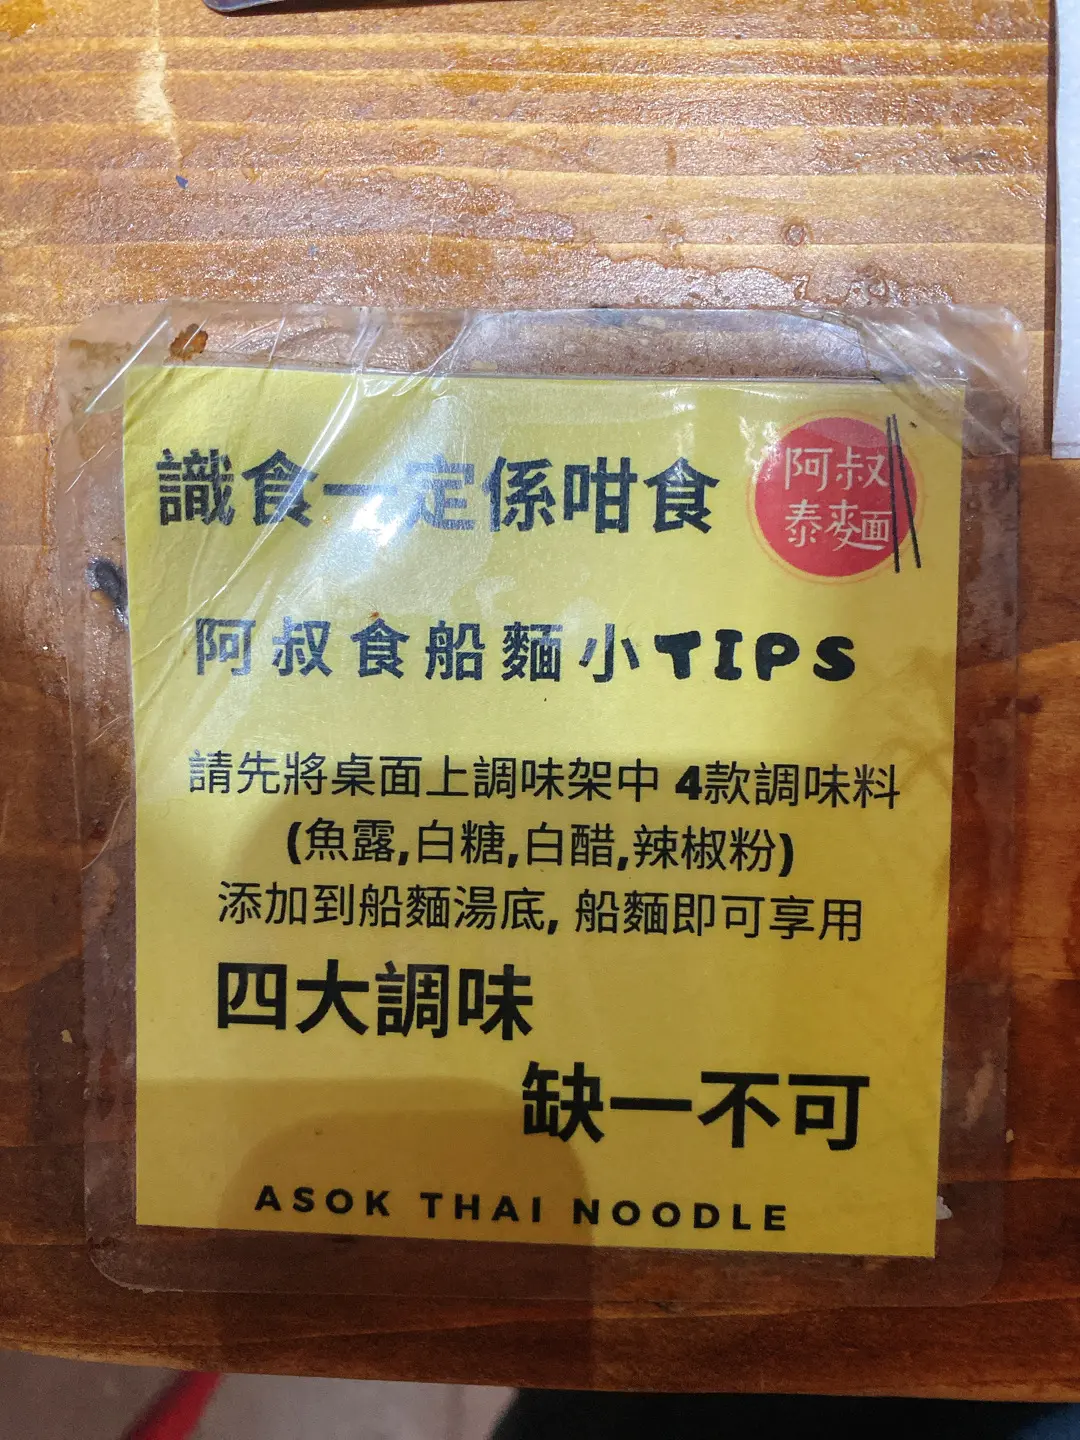 識食一定係咁食
阿叔
泰麵
阿叔食船麵小TIPS
請先將桌面上調味架中 4款調味料
(魚露,白糖,白醋,辣椒粉)
添加到船麵湯底, 船麵即可享用
四大調味
缺一不可
ASOK THAI NOODLE